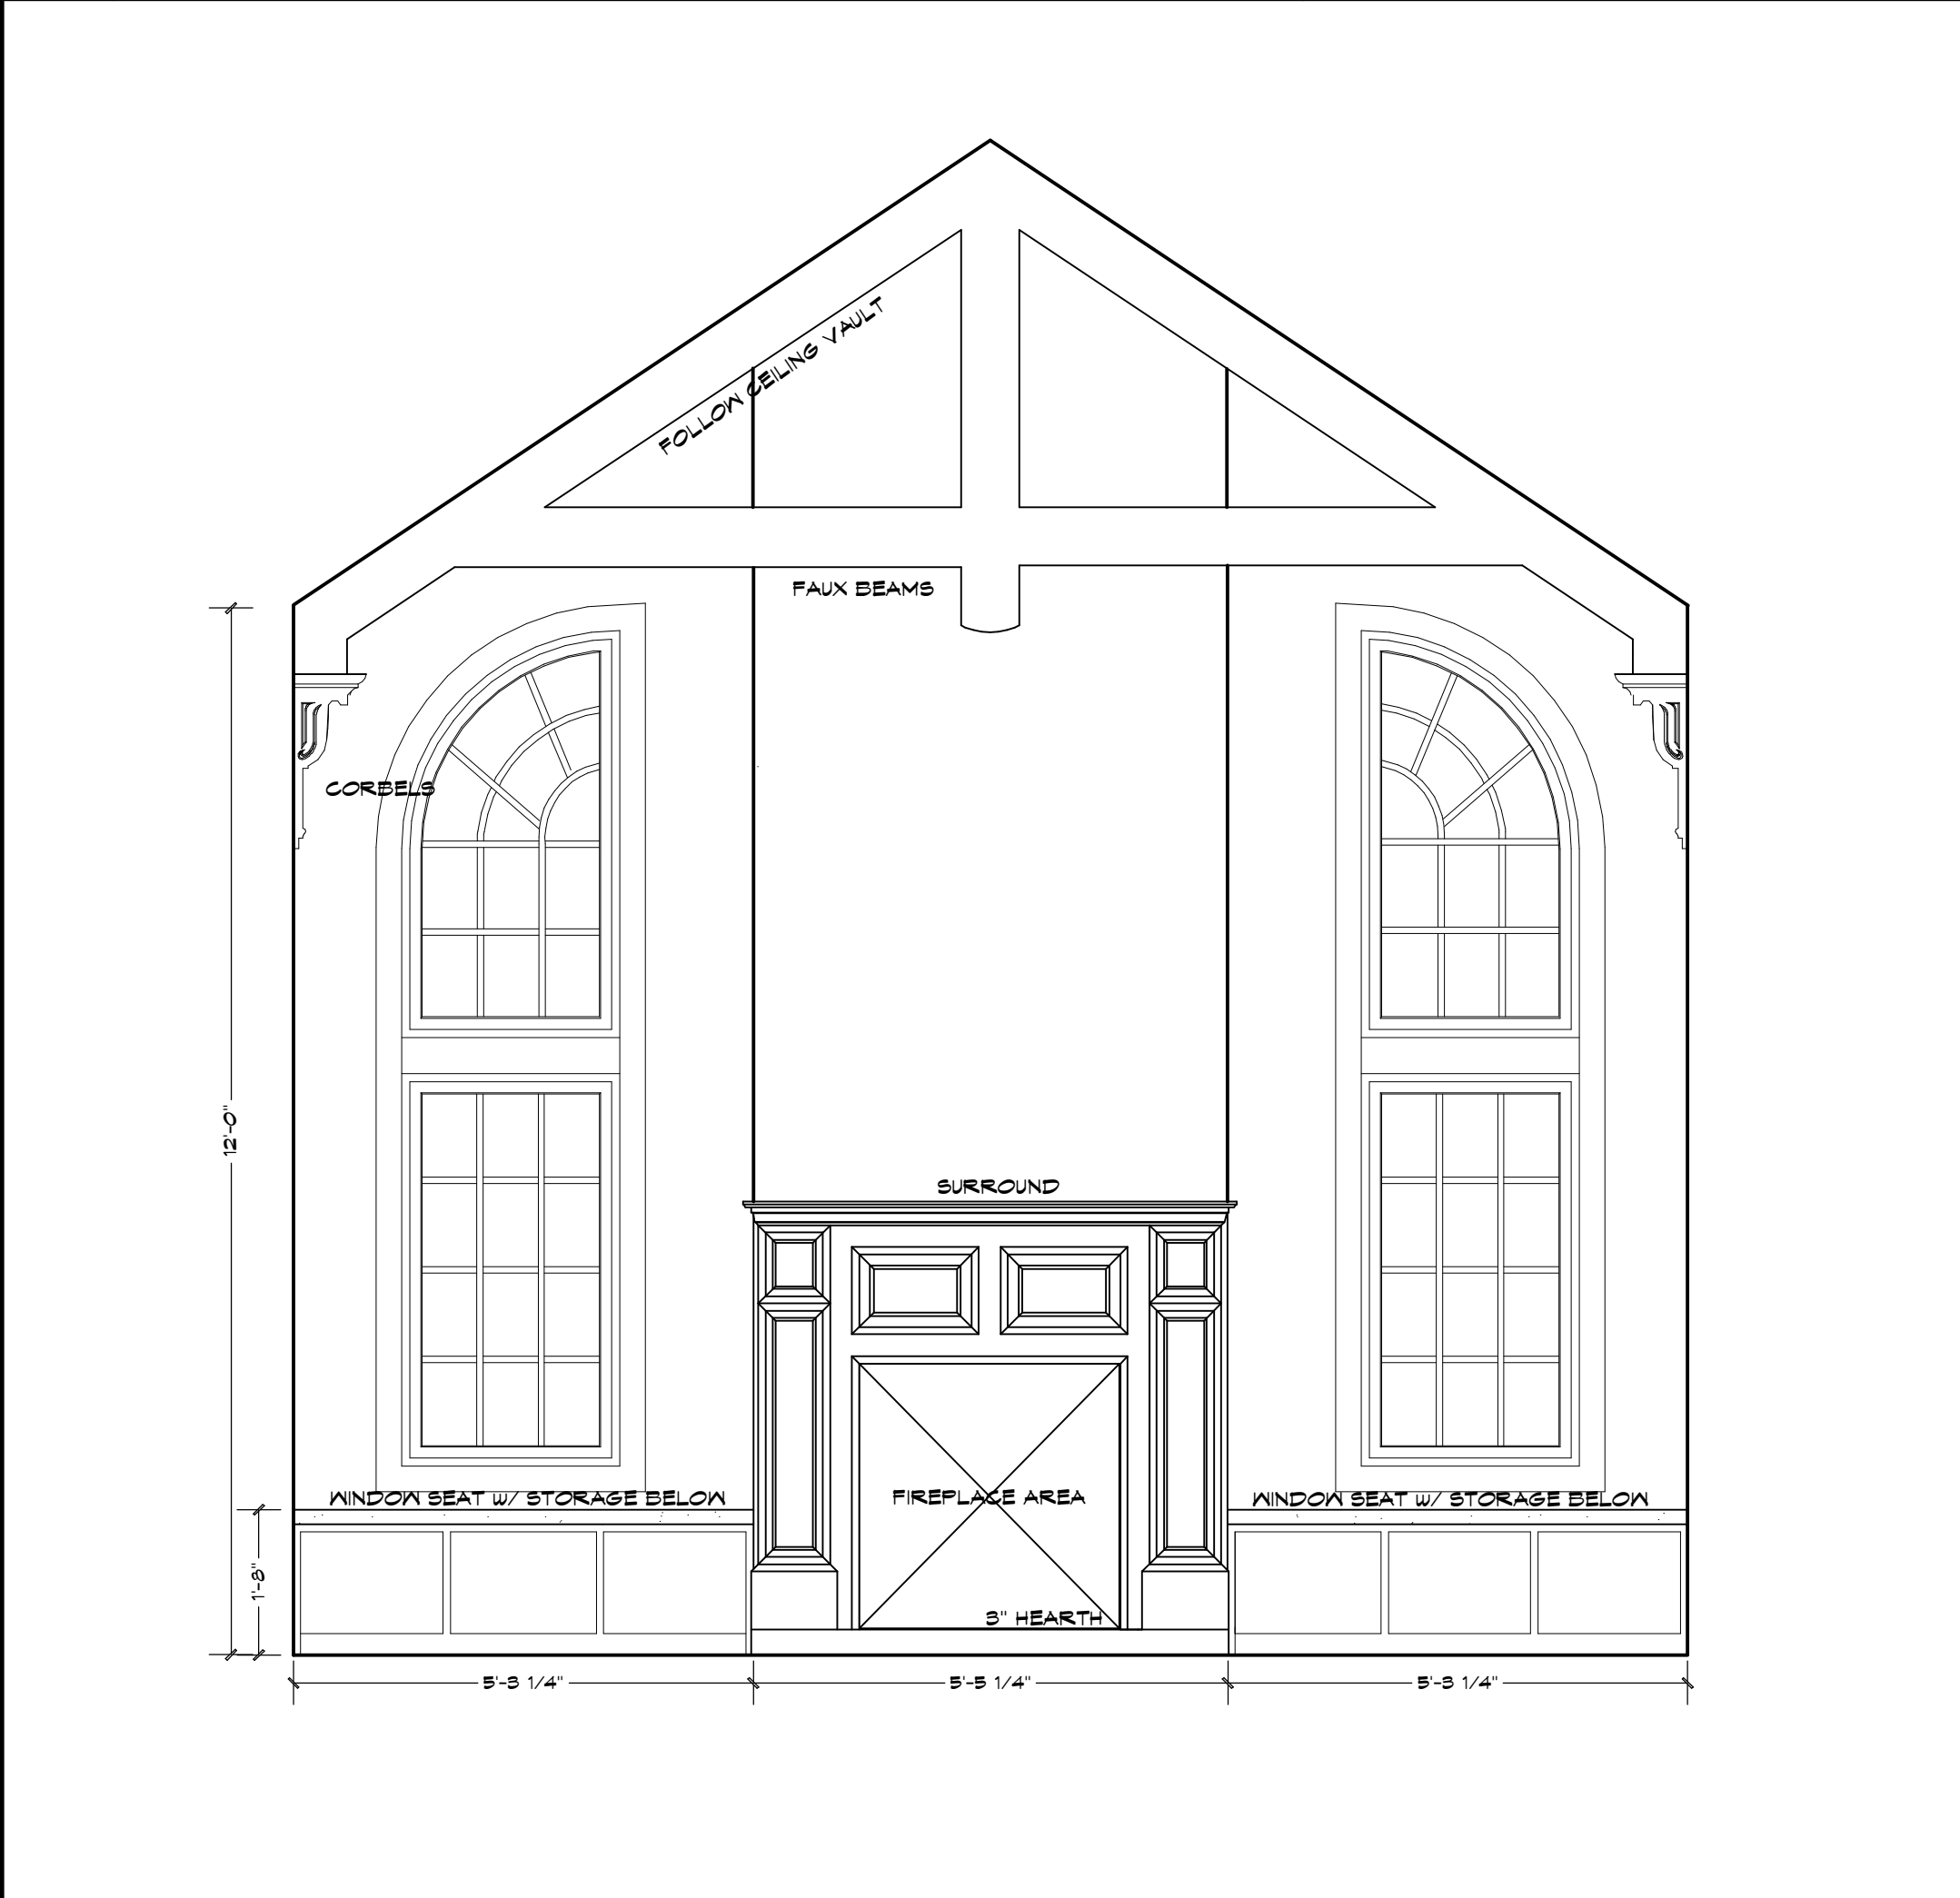 FOLLOW CEILING VAULT
FAUX BEAMS
CORBELS
12'-0"
SURROUND
WINDOW SEAT w/ STORAGE BELOW
FIREPLACE AREA
WINDOW SEAT w/ STORAGE BELOW
1'-8"
3" HEARTH
5'-3 1/4"
5'-5 1/4"
5'-3 1/4"